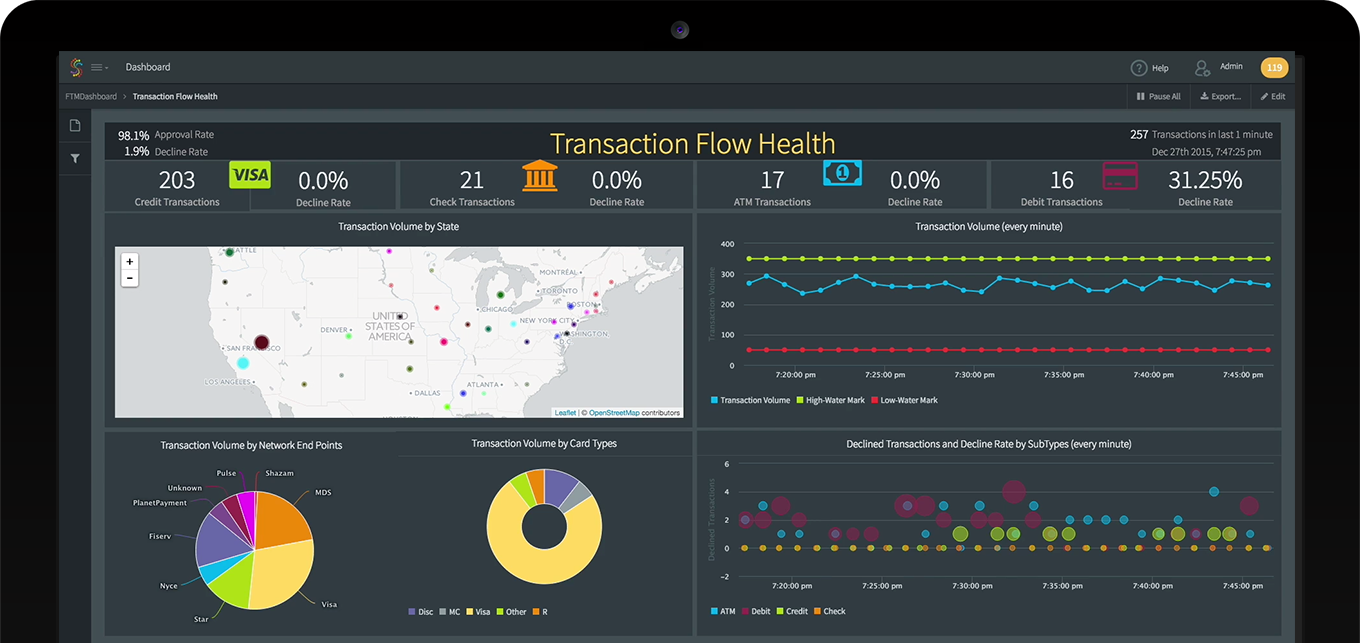 Dashboard
Help
Admin
119
FTMDashboard > Transaction Flow Health
Pause All
Export...
Edit
98.1% Approval Rate
1.9% Decline Rate
Transaction Flow Health
257 Transactions in last 1 minute
Dec 27th 2015, 7:47:25 pm
203
Credit Transactions
VISA
0.0%
Decline Rate
21
Check Transactions
0.0%
Decline Rate
17
ATM Transactions
1
0.0%
Decline Rate
16
Debit Transactions
31.25%
Decline Rate
Transaction Volume by State
+
-
SEATTLE
MONTRÉAL
TORONTO
BOSTON
CHICAGO
NEW YORK CITY
UNITED
STATES OF
AMERICA
DENVER
WASHINGTON,
D.C.
SAN FRANCISCO
LOS ANGELES
DALLAS
ATLANTA
HOUSTON
Leaflet | © OpenStreetMap contributors
Transaction Volume (every minute)
Transaction Volume
400
300
200
100
0
7:20:00 pm
7:25:00 pm
7:30:00 pm
7:35:00 pm
7:40:00 pm
7:45:00 pm
Transaction Volume
High-Water Mark
Low-Water Mark
Transaction Volume by Network End Points
Pulse
Shazam
Unknown
MDS
PlanetPayment
Fiserv
Nyce
Visa
Star
Transaction Volume by Card Types
Disc
MC
Visa
Other
R
Declined Transactions and Decline Rate by SubTypes (every minute)
Declined Transactions
6
4
2
0
−2
7:20:00 pm
7:25:00 pm
7:30:00 pm
7:35:00 pm
7:40:00 pm
7:45:00 pm
ATM
Debit
Credit
Check